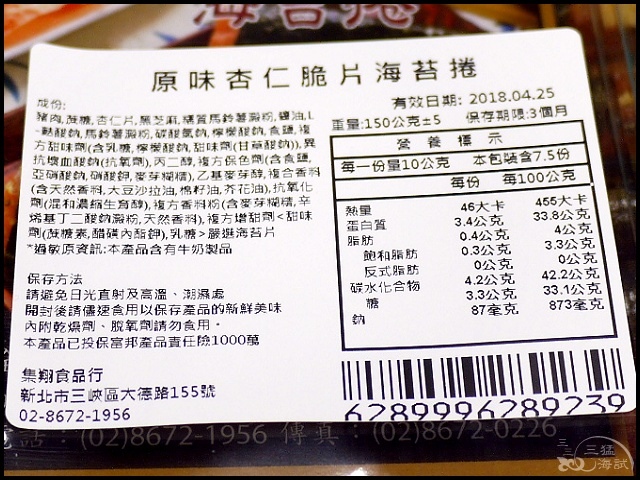 海苔捲
原味杏仁脆片海苔捲
成份:
豬肉,蔗糖,杏仁片,黑芝麻,糯質馬鈴薯澱粉,醬油,L-
麩酸鈉,馬鈴薯澱粉,碳酸氫鈉,檸檬酸鈉,食鹽,複
方甜味劑(含乳糖,檸檬酸鈉,甜味劑(甘草酸鈉)),異
抗壞血酸鈉(抗氧劑),丙二醇,複方保色劑(含食鹽,
亞硝酸鈉,硝酸鉀,麥芽糊精),乙基麥芽醇,複合香料
(含天然香料,大豆沙拉油,棉籽油,芥花油),抗氧化
劑(混和濃縮生育醇),複方香料粉(含麥芽糊精,辛
烯基丁二酸鈉澱粉,天然香料),複方增甜劑<甜味
劑(蔗糖素,醋磺內酯鉀),乳糖>嚴選海苔片
*過敏原資訊:本產品含有牛奶製品
保存方法
請避免日光直射及高溫、潮濕處
開封後請儘速食用以保存產品的新鮮美味
內附乾燥劑、脫氧劑請勿食用。
本產品已投保富邦產品責任險1000萬
集翔食品行
新北市三峽區大德路155號
02-8672-1956
有效日期: 2018.04.25
重量:150公克±5 保存期限:3個月
營養標示
每一份量10公克 本包裝含7.5份
每份 每100公克
熱量 46大卡 455大卡
蛋白質 3.4公克 33.8公克
脂肪 0.4公克 4公克
飽和脂肪 0.3公克 3.3公克
反式脂肪 0公克 0公克
碳水化合物 4.2公克 42.2公克
糖 3.3公克 33.1公克
鈉 87毫克 873毫克
6289996289239
電話：(02)8672-1956 傳真：(02)8672-0226
三猛
海試